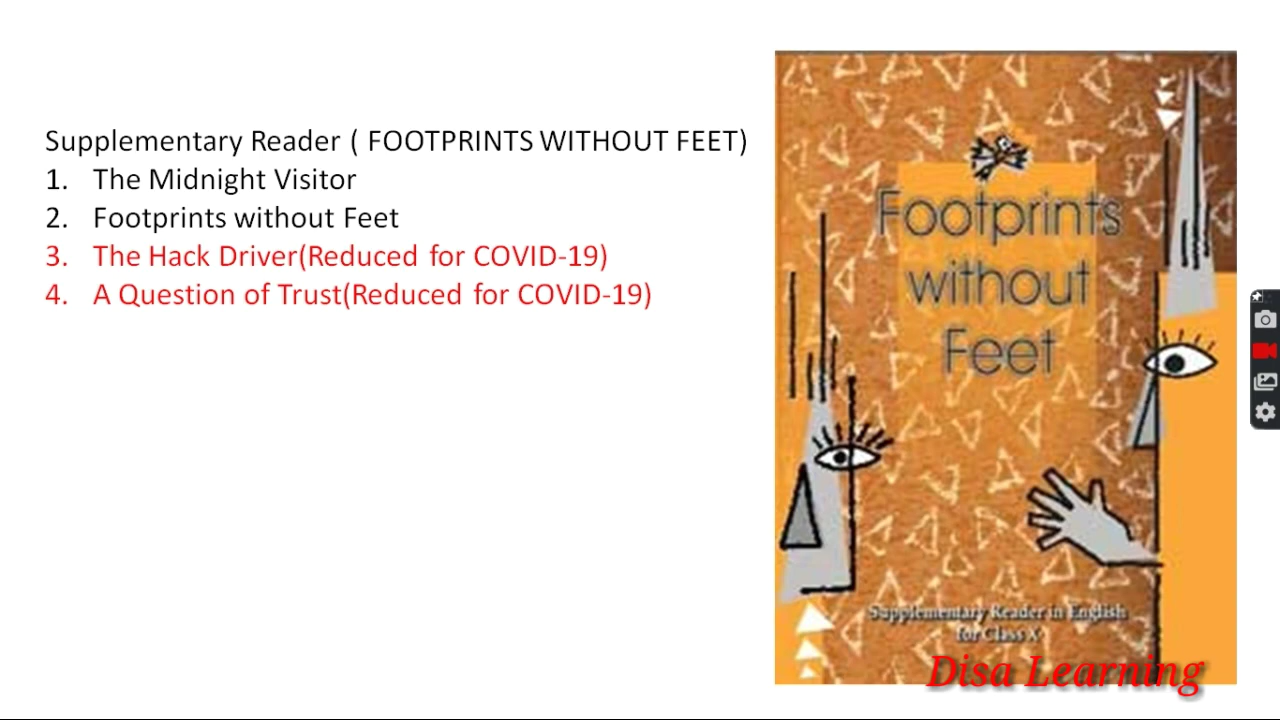 Supplementary Reader ( FOOTPRINTS WITHOUT FEET)
1. The Midnight Visitor
2. Footprints without Feet
3. The Hack Driver(Reduced for COVID-19)
4. A Question of Trust(Reduced for COVID-19)
Footprints
without
Feet
Supplementary Reader in English
for Class X
Disa Learning